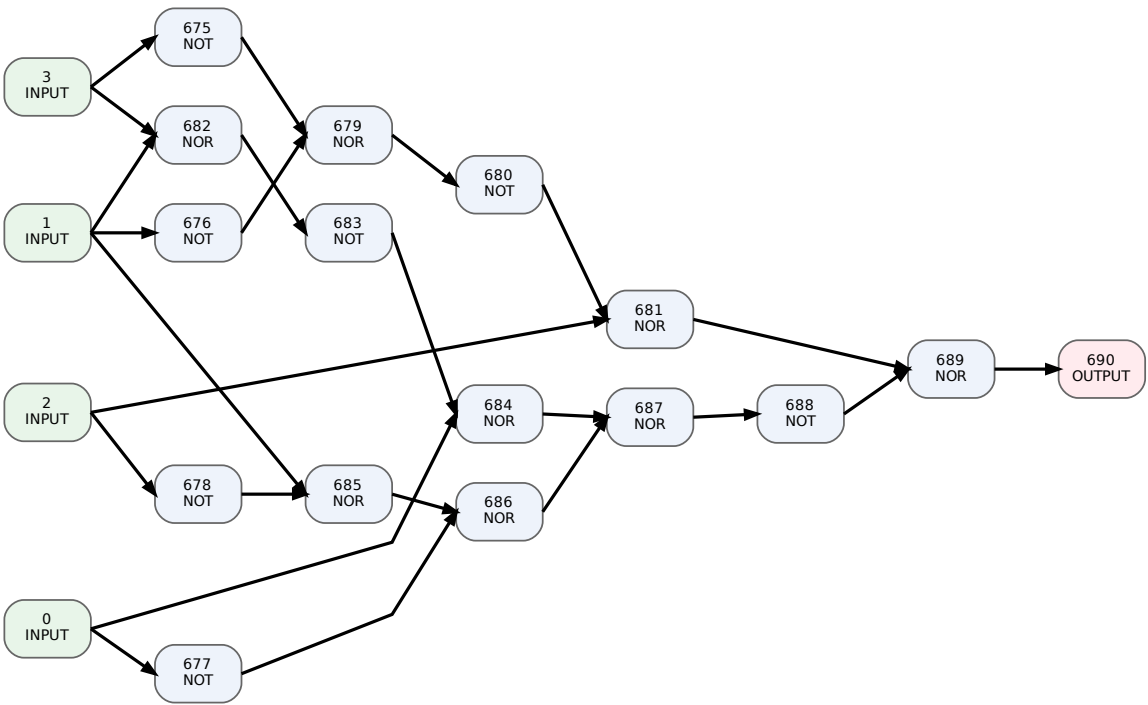 675
NOT
3
INPUT
682
NOR
679
NOR
680
NOT
1
INPUT
676
NOT
683
NOT
681
NOR
689
NOR
690
OUTPUT
2
INPUT
684
NOR
687
NOR
688
NOT
678
NOT
685
NOR
686
NOR
0
INPUT
677
NOT